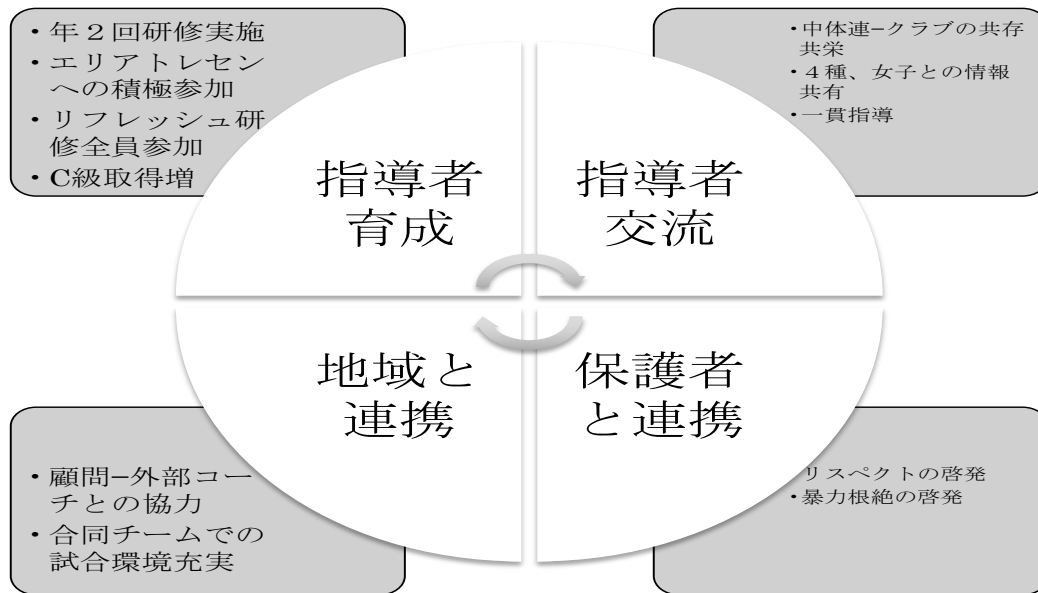 ・年２回研修実施
・エリアトレセン
への積極参加
・リフレッシュ研
修全員参加
・C級取得増
・中体連–クラブの共存
共栄
・４種、女子との情報
共有
・一貫指導
指導者
育成
指導者
交流
地域と
連携
保護者
と連携
・顧問–外部コー
チとの協力
・合同チームでの
試合環境充実
リスペクトの啓発
・暴力根絶の啓発